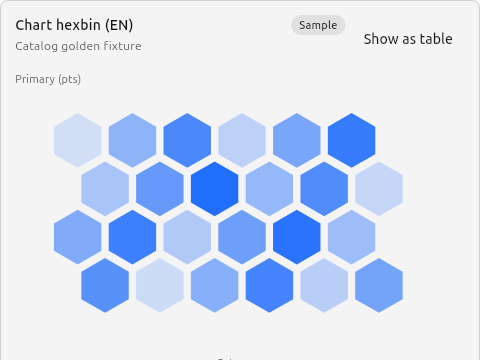 Chart hexbin (EN)
Sample
Show as table
Catalog golden fixture
Primary (pts)